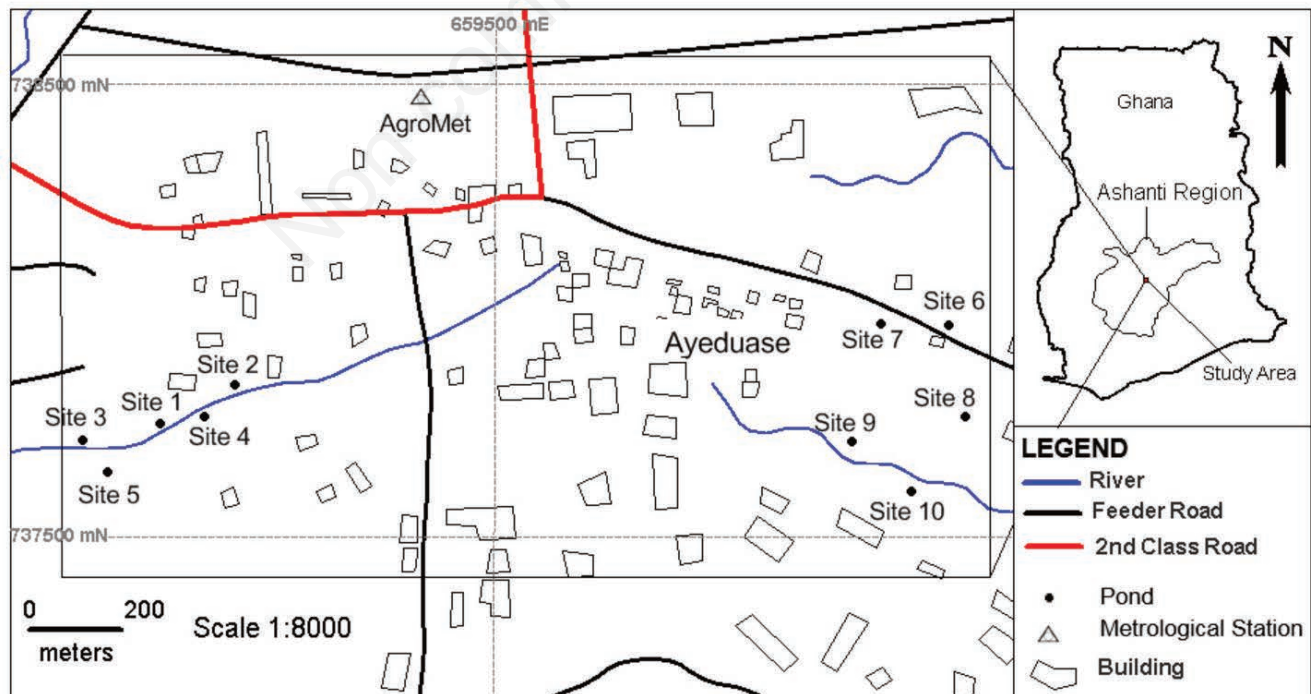 659500 mE
738500 mN
Non-com
AgroMet
N
Ghana
Ashanti Region
Study Area
Site 6
Site 7
Ayeduase
Site 2
Site 1
Site 3
Site 4
Site 8
Site 9
Site 5
Site 10
737500 mN
0 200
meters
Scale 1:8000
LEGEND
River
Feeder Road
2nd Class Road
Pond
Metrological Station
Building